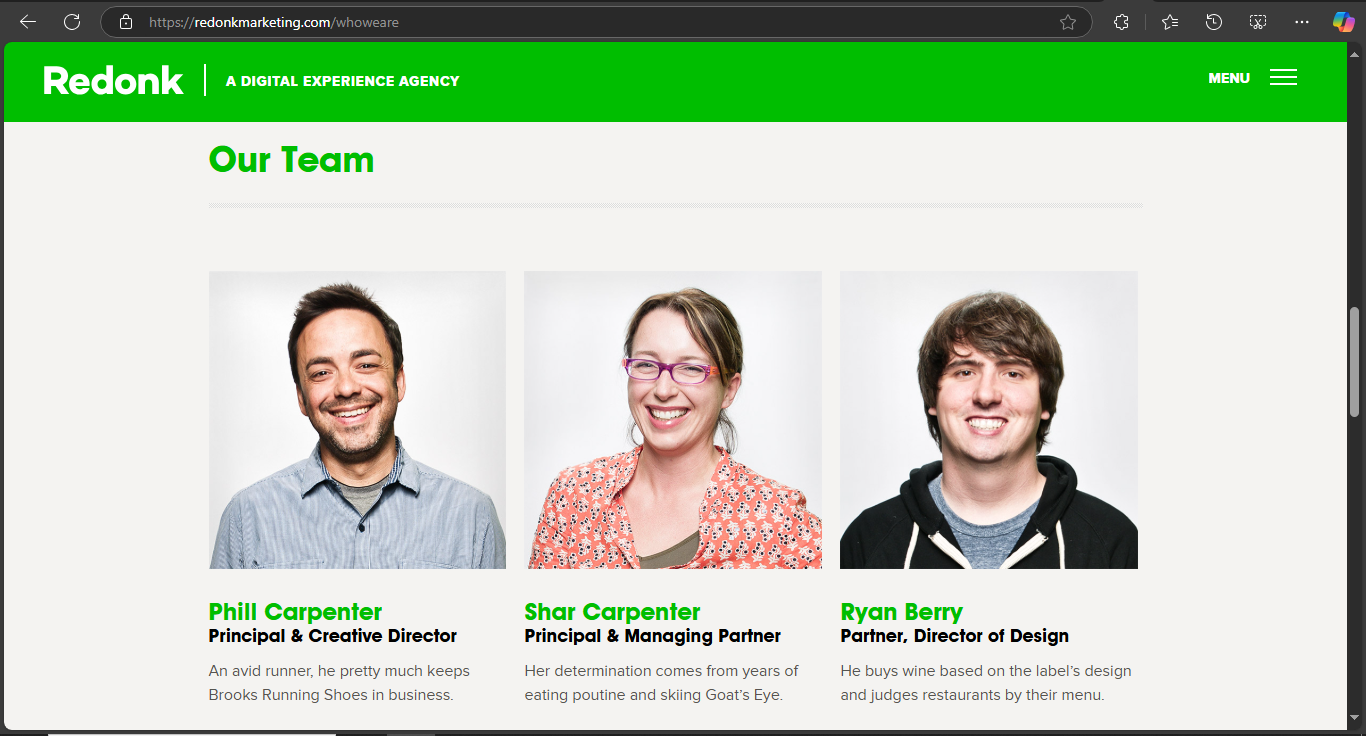 https://redonkmarketing.com/whoweare
Redonk
A DIGITAL EXPERIENCE AGENCY
MENU
Our Team
Phill Carpenter
Principal & Creative Director
An avid runner, he pretty much keeps
Brooks Running Shoes in business.
Shar Carpenter
Principal & Managing Partner
Her determination comes from years of
eating poutine and skiing Goat’s Eye.
Ryan Berry
Partner, Director of Design
He buys wine based on the label’s design
and judges restaurants by their menu.